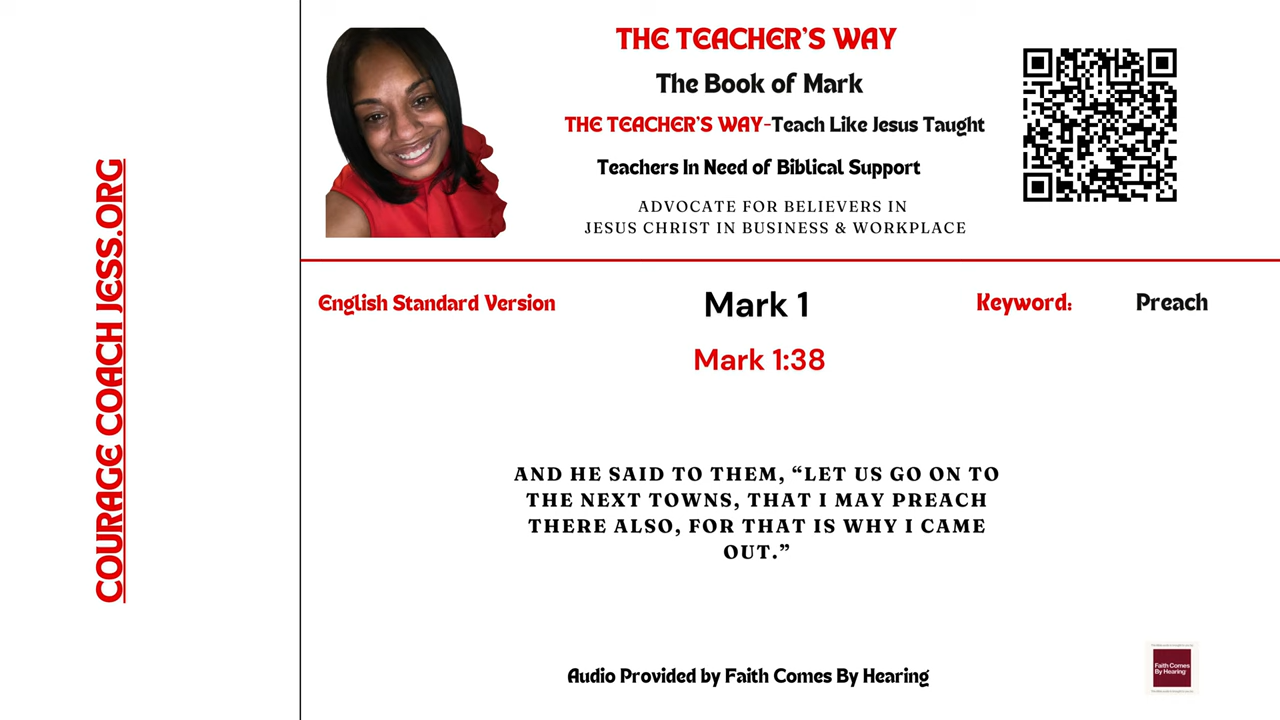 COURAGE COACH JESS.ORG
THE TEACHER'S WAY
The Book of Mark
THE TEACHER'S WAY-Teach Like Jesus Taught
Teachers In Need of Biblical Support
ADVOCATE FOR BELIEVERS IN
JESUS CHRIST IN BUSINESS & WORKPLACE
English Standard Version
Mark 1
Keyword: Preach
Mark 1:38
AND HE SAID TO THEM, “LET US GO ON TO
THE NEXT TOWNS, THAT I MAY PREACH
THERE ALSO, FOR THAT IS WHY I CAME
OUT.”
Audio Provided by Faith Comes By Hearing
Faith Comes
By Hearing